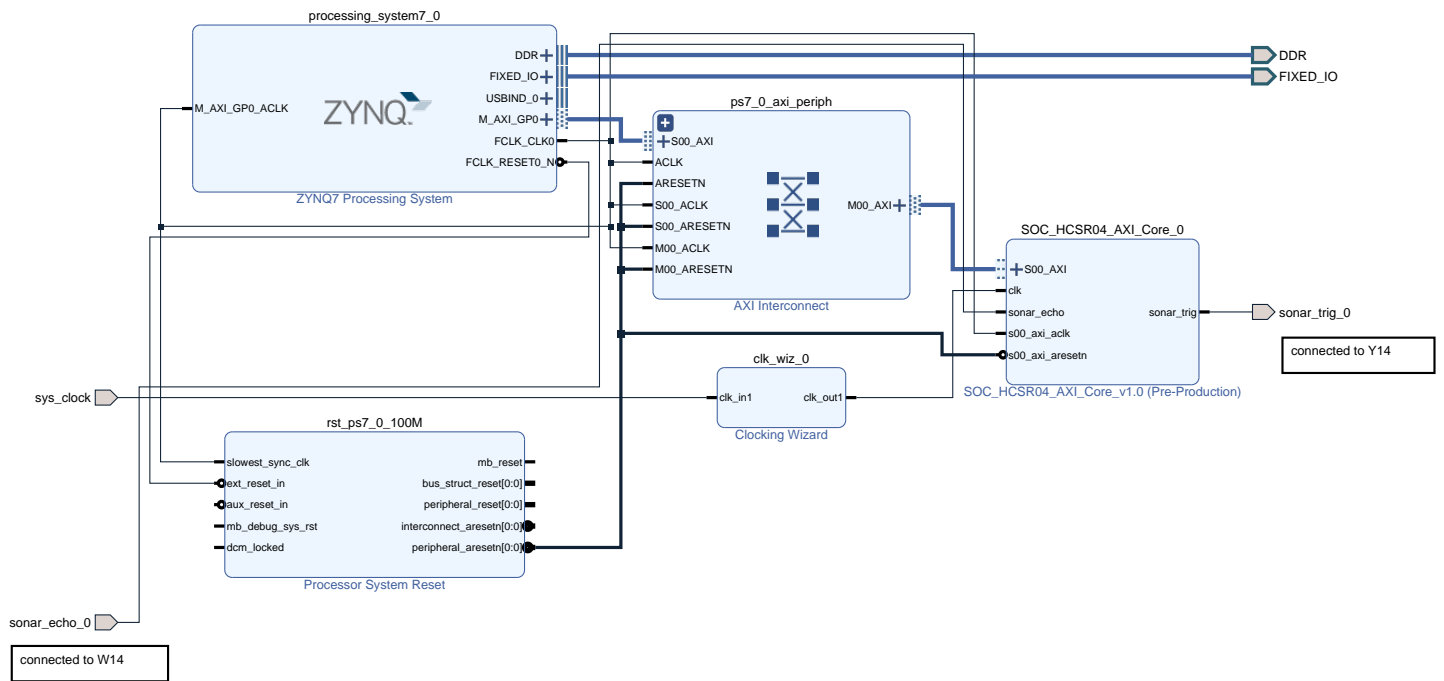 processing_system7_0
DDR
FIXED_IO
USBIND_0
M_AXI_GP0
FCLK_CLK0
FCLK_RESET0_N
M_AXI_GP0_ACLK
ZYNQ
ZYNQ7 Processing System
DDR
FIXED_IO
ps7_0_axi_periph
S00_AXI
ACLK
ARESETN
S00_ACLK
S00_ARESETN
M00_ACLK
M00_ARESETN
M00_AXI
AXI Interconnect
SOC_HCSR04_AXI_Core_0
S00_AXI
clk
sonar_echo
s00_axi_aclk
s00_axi_aresetn
sonar_trig
SOC_HCSR04_AXI_Core_v1.0 (Pre-Production)
sonar_trig_0
connected to Y14
sys_clock
clk_wiz_0
clk_in1
clk_out1
Clocking Wizard
rst_ps7_0_100M
slowest_sync_clk
ext_reset_in
aux_reset_in
mb_debug_sys_rst
dcm_locked
mb_reset
bus_struct_reset[0:0]
peripheral_reset[0:0]
interconnect_aresetn[0:0]
peripheral_aresetn[0:0]
Processor System Reset
sonar_echo_0
connected to W14